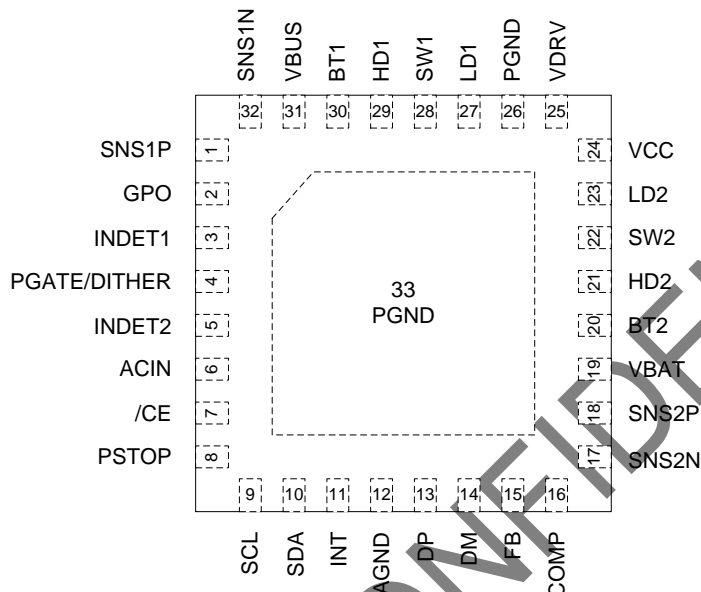 SNS1N
VBUS
BT1
HD1
SW1
LD1
PGND
VDRV
32
31
30
29
28
27
26
25
SNS1P 1
GPO 2
INDET1 3
PGATE/DITHER 4
INDET2 5
ACIN 6
/CE 7
PSTOP 8
33
PGND
24 VCC
23 LD2
22 SW2
21 HD2
20 BT2
19 VBAT
18 SNS2P
17 SNS2N
9
10
11
12
13
14
15
16
SCL
SDA
INT
AGND
DP
DM
FB
COMP